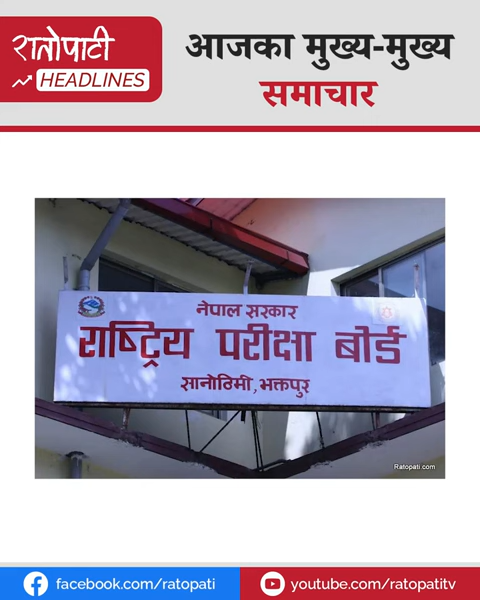 रातोपाटी
HEADLINES
आजका मुख्य-मुख्य
समाचार
नेपाल सरकार
राष्ट्रिय परीक्षा बोर्ड
सानोठिमी, भक्तपुर
Ratopati.com
facebook.com/ratopati
youtube.com/ratopatitv